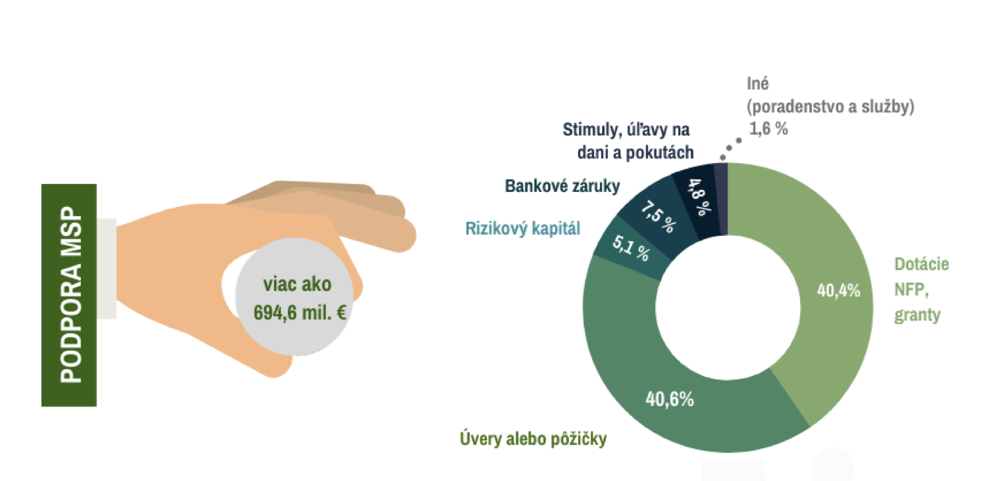 PODPORA MSP
viac ako
694,6 mil. €
Iné
(poradenstvo a služby)
1,6 %
Stimuly, úľavy na
dani a pokutách
4,8 %
Bankové záruky
7,5 %
Rizikový kapitál
5,1 %
Dotácie
NFP,
granty
40,4%
40,6%
Úvery alebo pôžičky